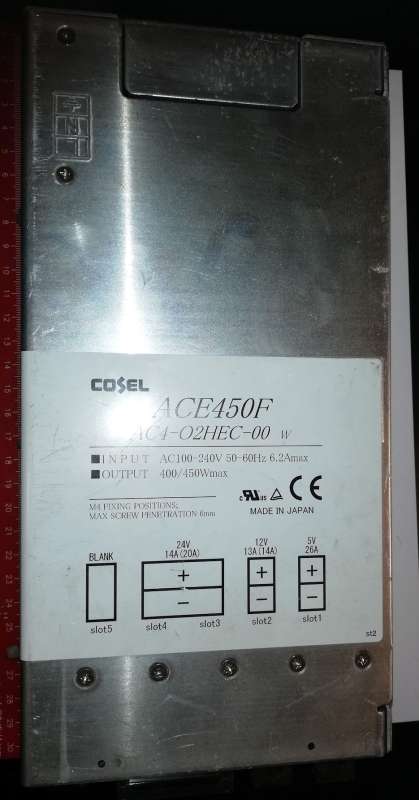 COSEL
ACE450F
AC4-O2HEC-00 W
■INPUT AC100-240V 50-60Hz 6.2Amax
■OUTPUT 400/450Wmax
M4 FIXING POSITIONS;
MAX SCREW PENETRATION 6mm
MADE IN JAPAN
BLANK
24V
14A(20A)
12V
13A(14A)
5V
26A
+
+
+
−
−
−
slot5
slot4
slot3
slot2
slot1
st2